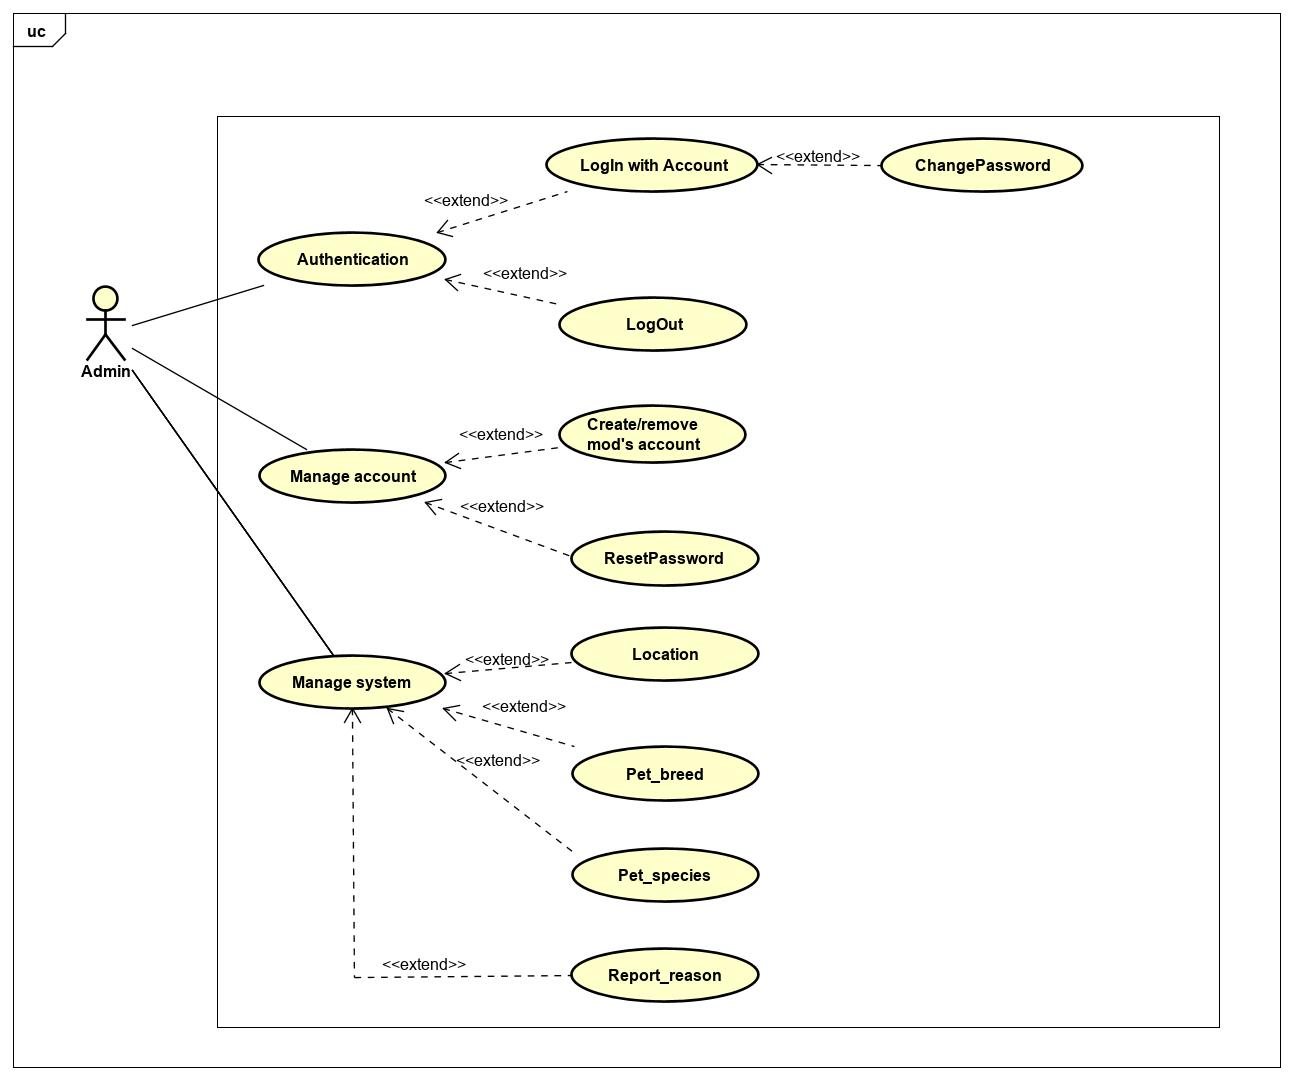 uc
LogIn with Account
<<extend>>
ChangePassword
<<extend>>
Authentication
<<extend>>
LogOut
Admin
Create/remove
mod's account
<<extend>>
Manage account
<<extend>>
ResetPassword
Location
<<extend>>
Manage system
<<extend>>
Pet_breed
<<extend>>
Pet_species
<<extend>>
Report_reason